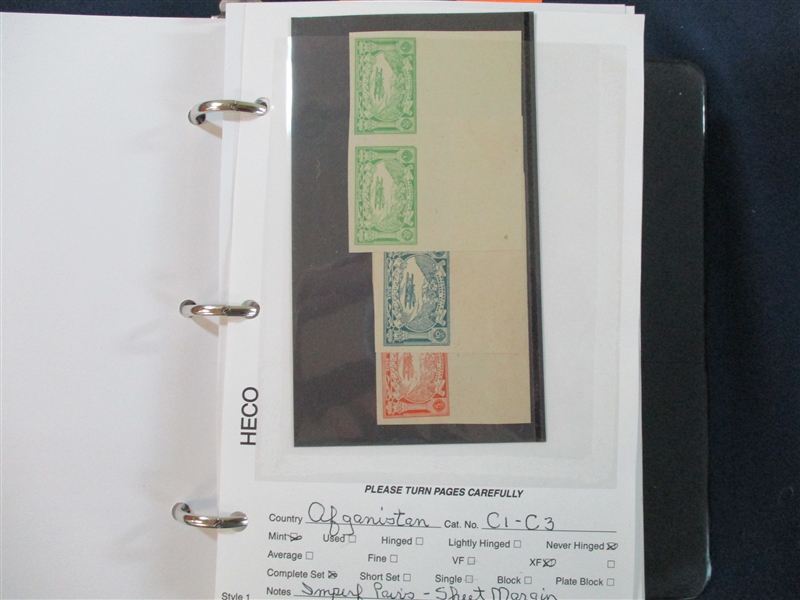 HECO
PLEASE TURN PAGES CAREFULLY
Country Afganistan Cat. No. C1-C3
Mint ☒ Used ☐ Hinged ☐ Lightly Hinged ☐ Never Hinged ☒
Average ☐ Fine ☐ VF ☐ XF ☒ ☐
Complete Set ☒ Short Set ☐ Single ☐ Block ☐ Plate Block ☐
Style 1 Notes Imperf Pairs - Sheet Margin